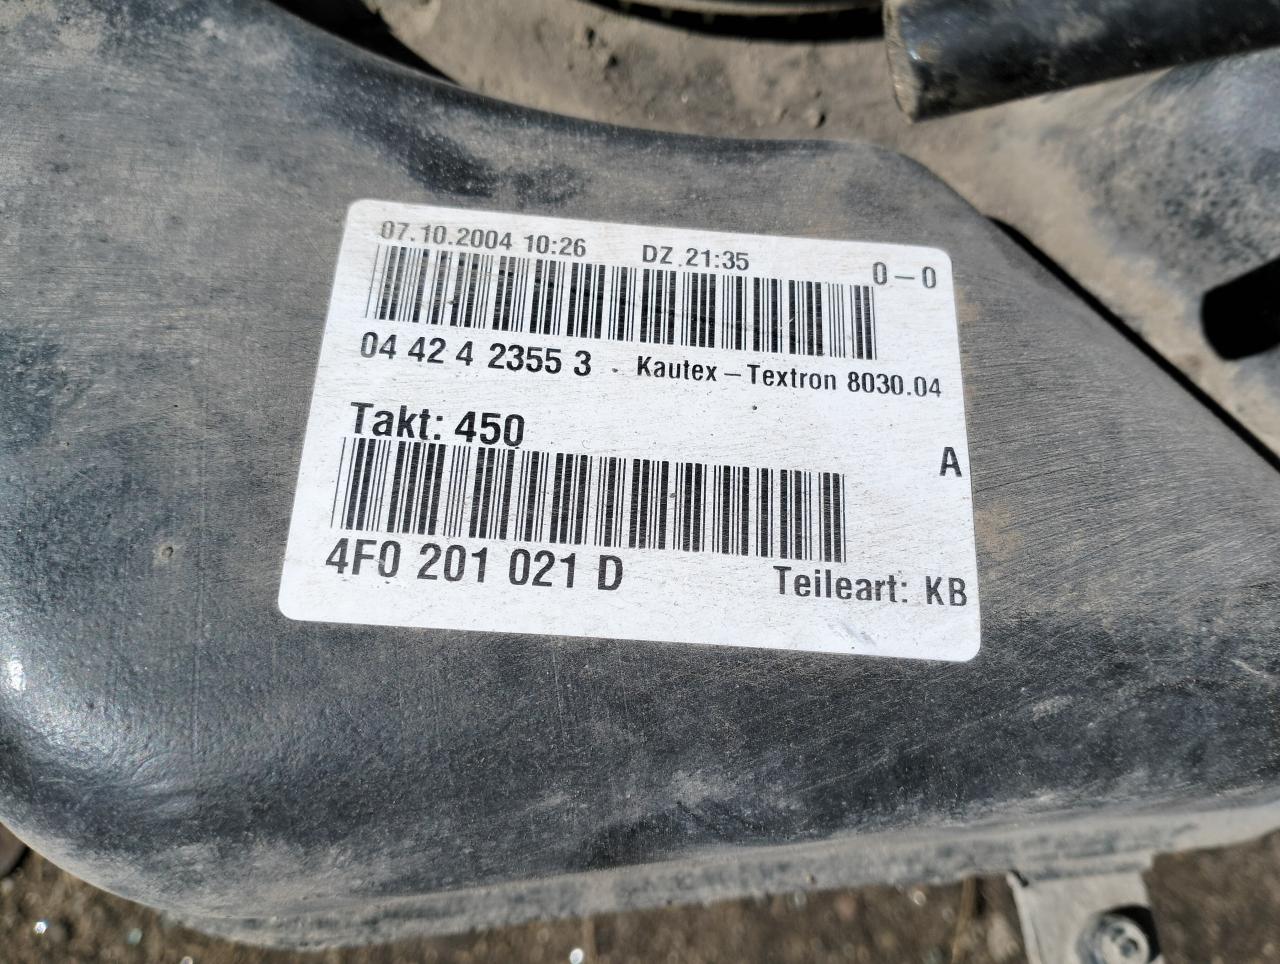 07.10.2004 10:26 DZ 21:35 0-0
04 42 4 2355 3 Kautex-Textron 8030.04
Takt: 450
A
4F0 201 021 D Teileart: KB